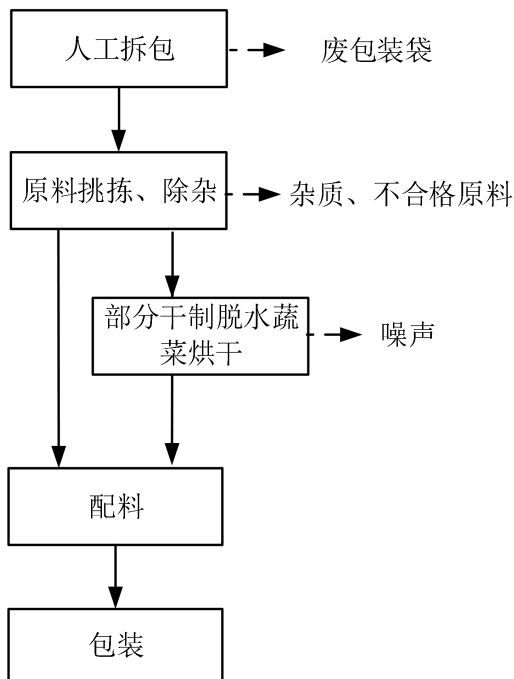 人工拆包
废包装袋
原料挑拣、除杂
杂质、不合格原料
部分干制脱水蔬
菜烘干
噪声
配料
包装